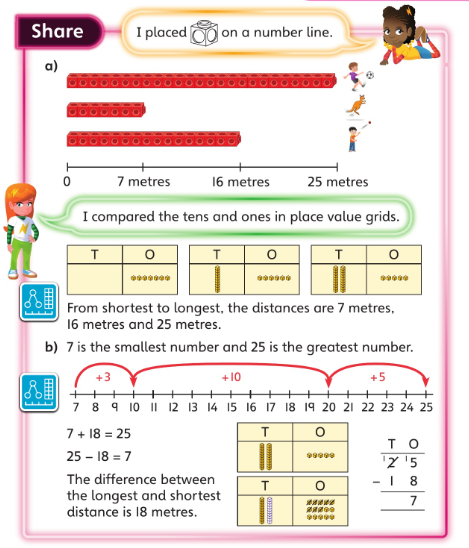 Share
I placed on a number line.
a)
0 7 metres 16 metres 25 metres
I compared the tens and ones in place value grids.
T O T O T O
From shortest to longest, the distances are 7 metres,
16 metres and 25 metres.
b) 7 is the smallest number and 25 is the greatest number.
+3 +10 +5
7 8 9 10 11 12 13 14 15 16 17 18 19 20 21 22 23 24 25
7 + 18 = 25
25 − 18 = 7
The difference between
the longest and shortest
distance is 18 metres.
T O
T O
T O
1 2 1 5
− 1 8
7